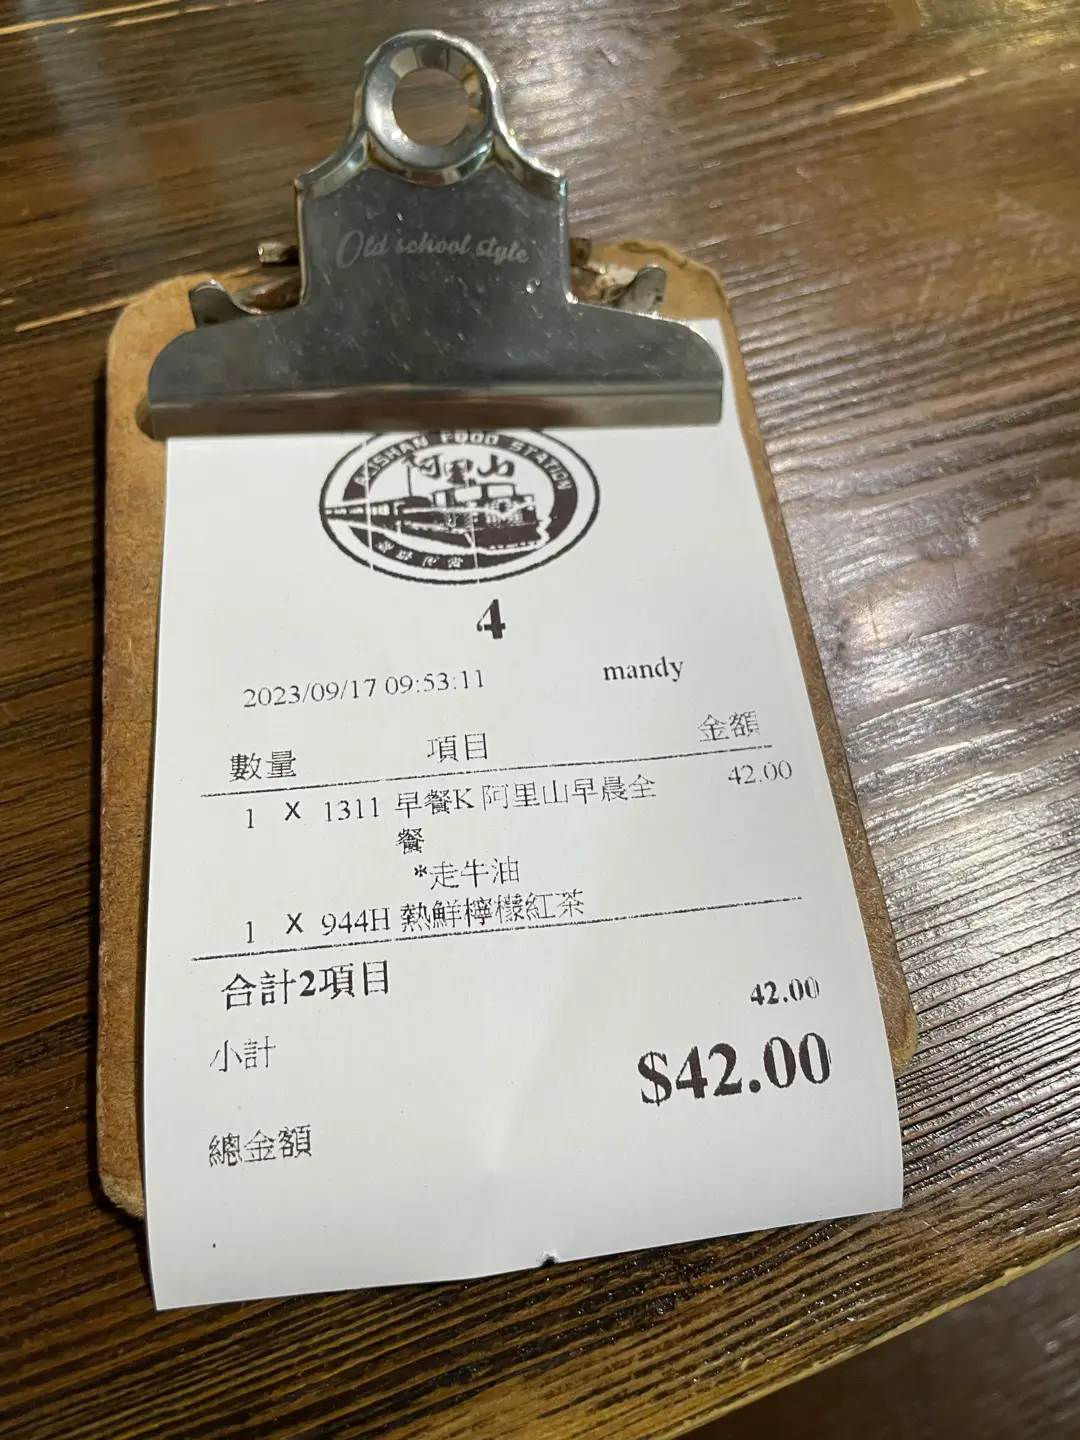 Old school style
FOOD STATION
阿里山
4
2023/09/17 09:53:11 mandy
數量 項目 金額
1 X 1311 早餐K 阿里山早晨全 42.00
餐
*走牛油
1 X 944H 熱鮮檸檬紅茶
合計2項目 42.00
小計 $42.00
總金額